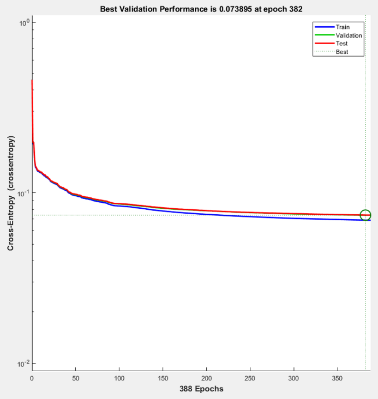 Best Validation Performance is 0.073895 at epoch 382
Train
Validation
Test
Best
Cross-Entropy (crossentropy)
10^0
10^-1
10^-2
0 50 100 150 200 250 300 350
388 Epochs